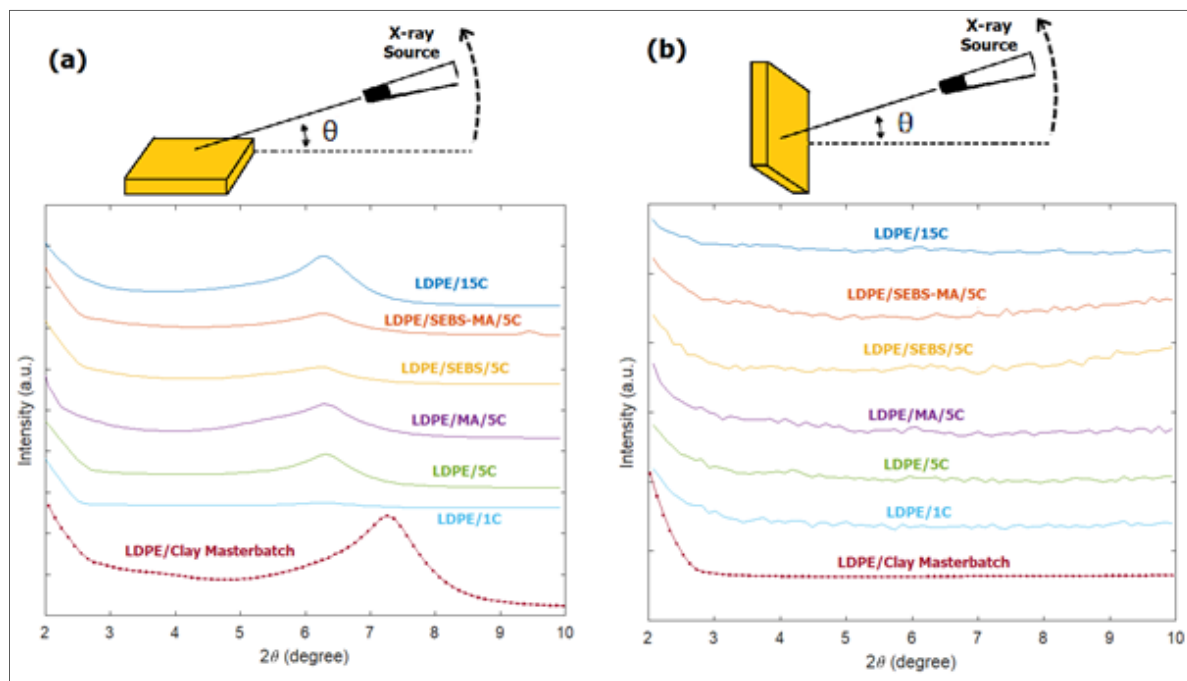 (a)
X-ray
Source
θ
LDPE/15C
LDPE/SEBS-MA/5C
LDPE/SEBS/5C
LDPE/MA/5C
LDPE/5C
LDPE/1C
LDPE/Clay Masterbatch
Intensity (a.u.)
2 3 4 5 6 7 8 9 10
2θ (degree)
(b)
X-ray
Source
θ
LDPE/15C
LDPE/SEBS-MA/5C
LDPE/SEBS/5C
LDPE/MA/5C
LDPE/5C
LDPE/1C
LDPE/Clay Masterbatch
Intensity (a.u.)
2 3 4 5 6 7 8 9 10
2θ (degree)